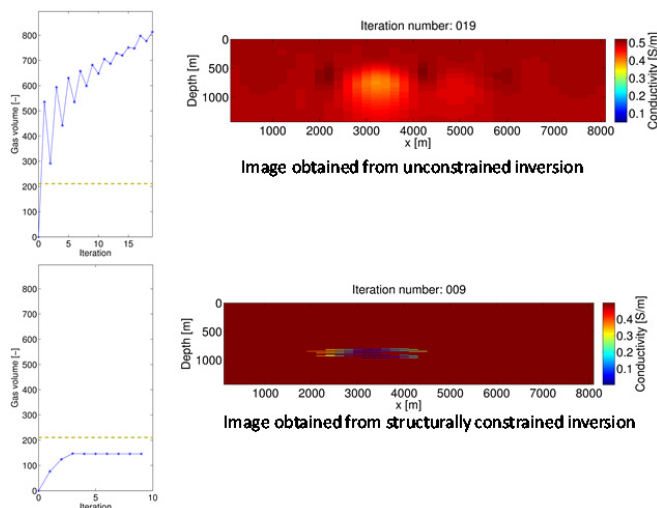 Gas volume [–]
800
700
600
500
400
300
200
100
0
0 5 10 15
Iteration
Iteration number: 019
Depth [m]
0
500
1000
1000 2000 3000 4000 5000 6000 7000 8000
x [m]
Conductivity [S/m]
0.5
0.4
0.3
0.2
0.1
Image obtained from unconstrained inversion
Gas volume [–]
800
700
600
500
400
300
200
100
0
0 5 10
Iteration
Iteration number: 009
Depth [m]
0
500
1000
1000 2000 3000 4000 5000 6000 7000 8000
x [m]
Conductivity [S/m]
0.4
0.3
0.2
0.1
Image obtained from structurally constrained inversion